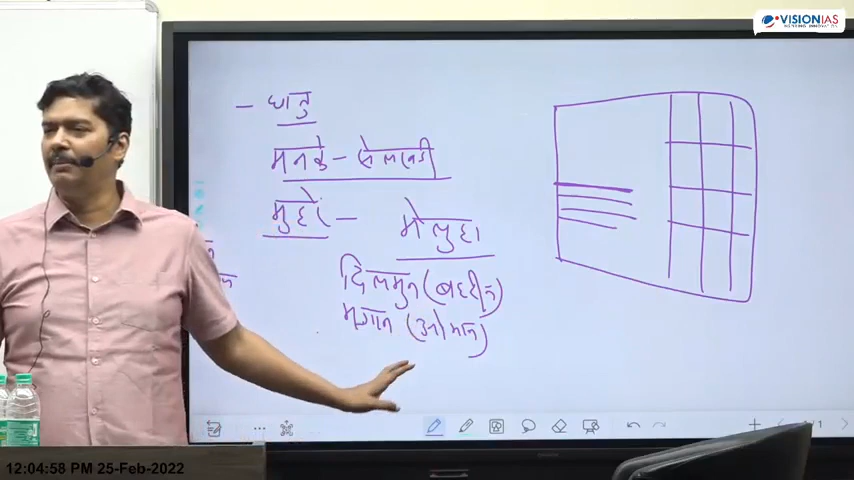 VISIONIAS
- धातु
मनके - सेलखड़ी
मुहरें - मेलुहा
दिलमुन (बहरीन)
मगान (ओमान)
12:04:58 PM 25-Feb-2022